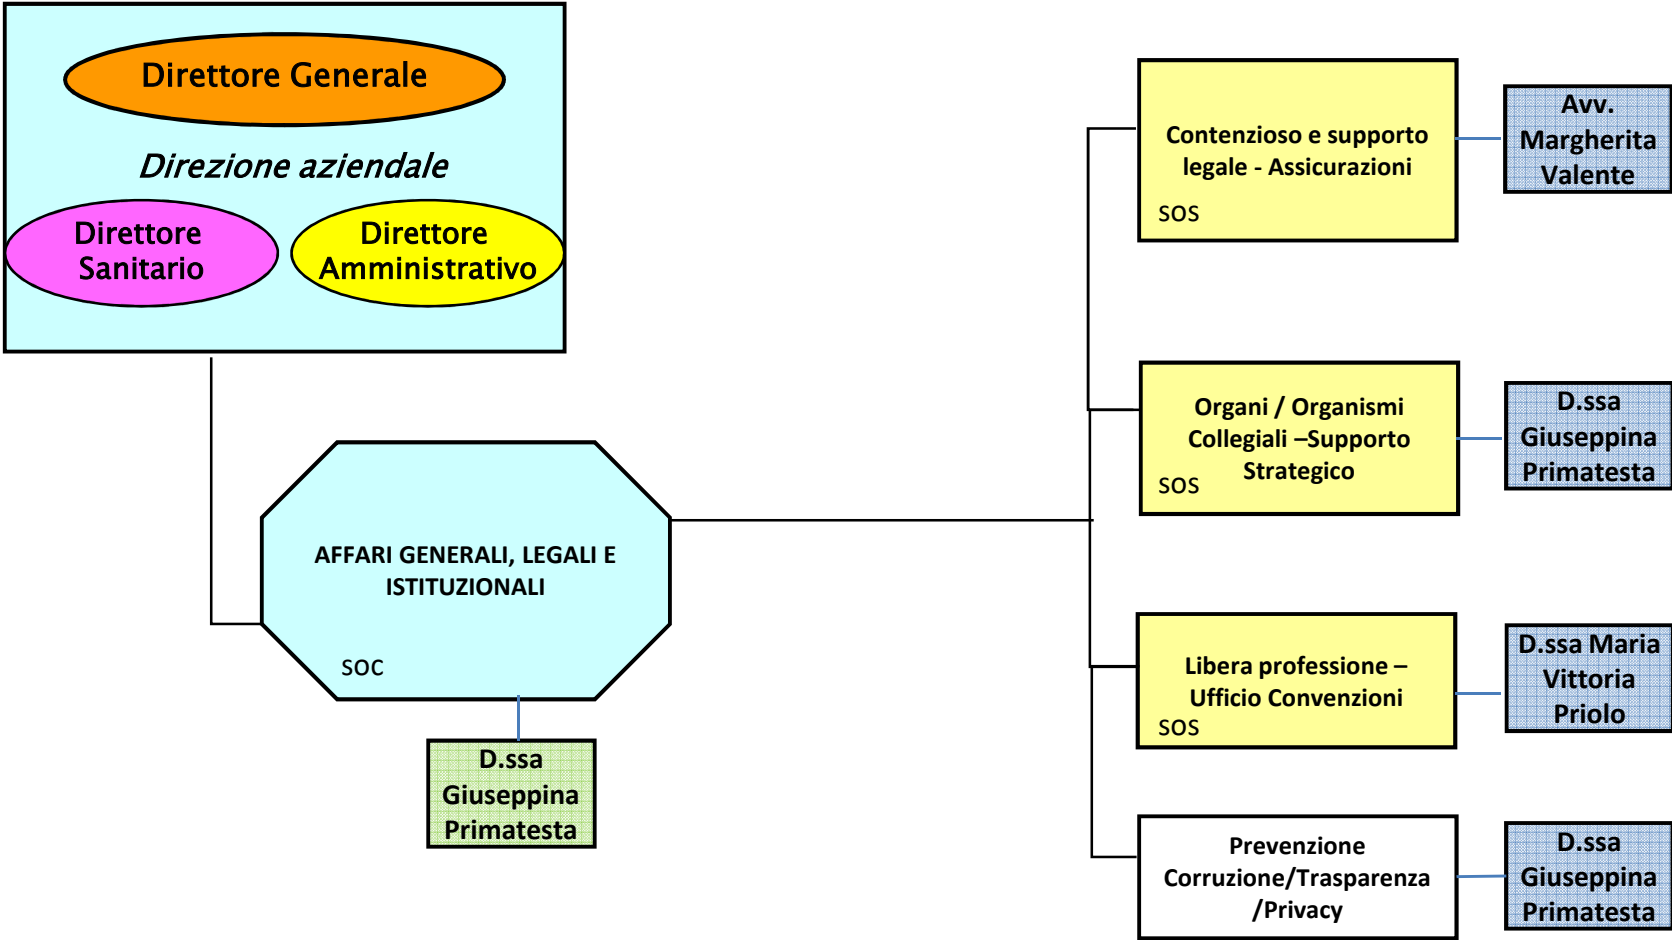 Direttore Generale
Direzione aziendale
Direttore
Sanitario
Direttore
Amministrativo
AFFARI GENERALI, LEGALI E
ISTITUZIONALI
SOC
D.ssa
Giuseppina
Primatesta
Contenzioso e supporto
legale - Assicurazioni
SOS
Avv.
Margherita
Valente
Organi / Organismi
Collegiali –Supporto
Strategico
SOS
D.ssa
Giuseppina
Primatesta
Libera professione –
Ufficio Convenzioni
SOS
D.ssa Maria
Vittoria
Priolo
Prevenzione
Corruzione/Trasparenza
/Privacy
D.ssa
Giuseppina
Primatesta